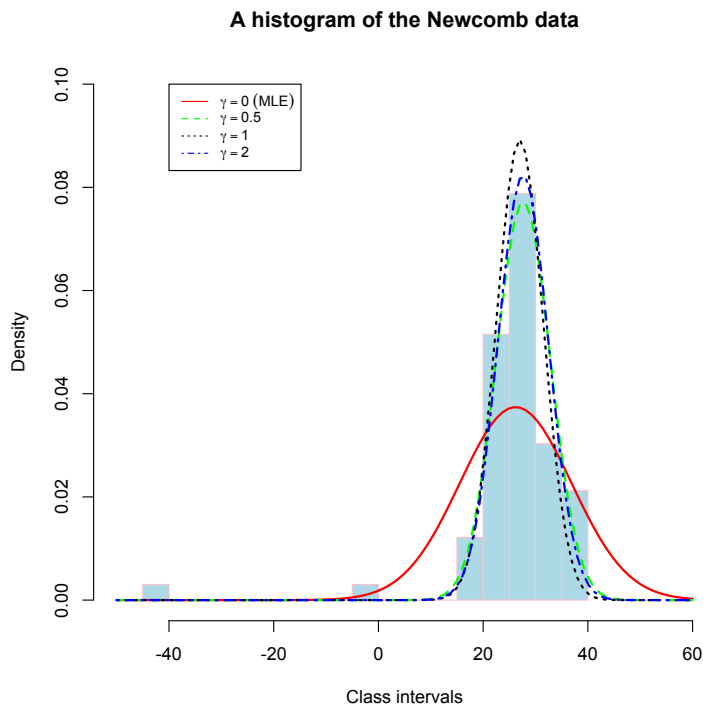 A histogram of the Newcomb data
γ = 0 (MLE)
γ = 0.5
γ = 1
γ = 2
Density
0.10
0.08
0.06
0.04
0.02
0.00
-40 -20 0 20 40 60
Class intervals